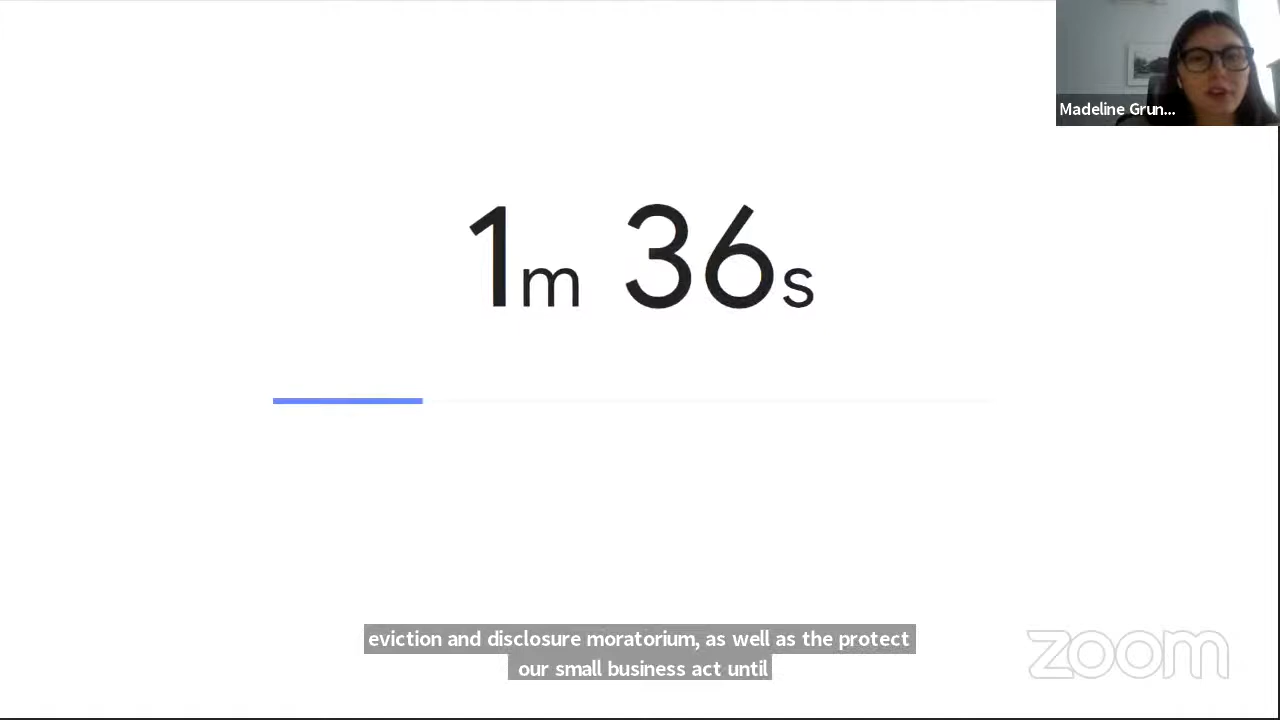 Madeline Grun...
1m 36s
eviction and disclosure moratorium, as well as the protect
our small business act until
zoom